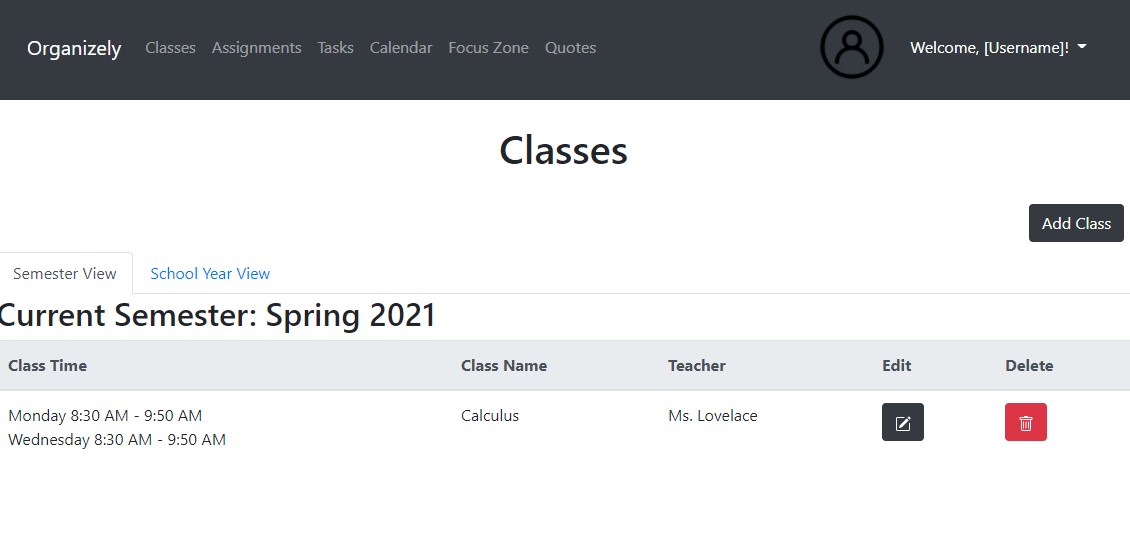 Organizely Classes Assignments Tasks Calendar Focus Zone Quotes Welcome, [Username]!
Classes
Add Class
Semester View School Year View
Current Semester: Spring 2021
Class Time Class Name Teacher Edit Delete
Monday 8:30 AM - 9:50 AM Calculus Ms. Lovelace
Wednesday 8:30 AM - 9:50 AM